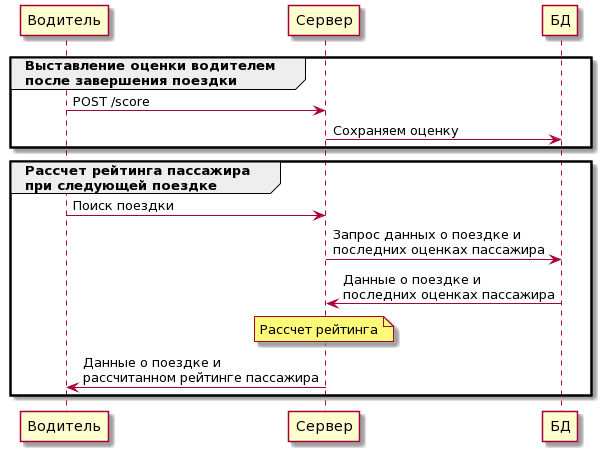 Водитель Сервер БД
Выставление оценки водителем
после завершения поездки
POST /score
Сохраняем оценку
Рассчет рейтинга пассажира
при следующей поездке
Поиск поездки
Запрос данных о поездке и
последних оценках пассажира
Данные о поездке и
последних оценках пассажира
Рассчет рейтинга
Данные о поездке и
рассчитанном рейтинге пассажира
Водитель Сервер БД